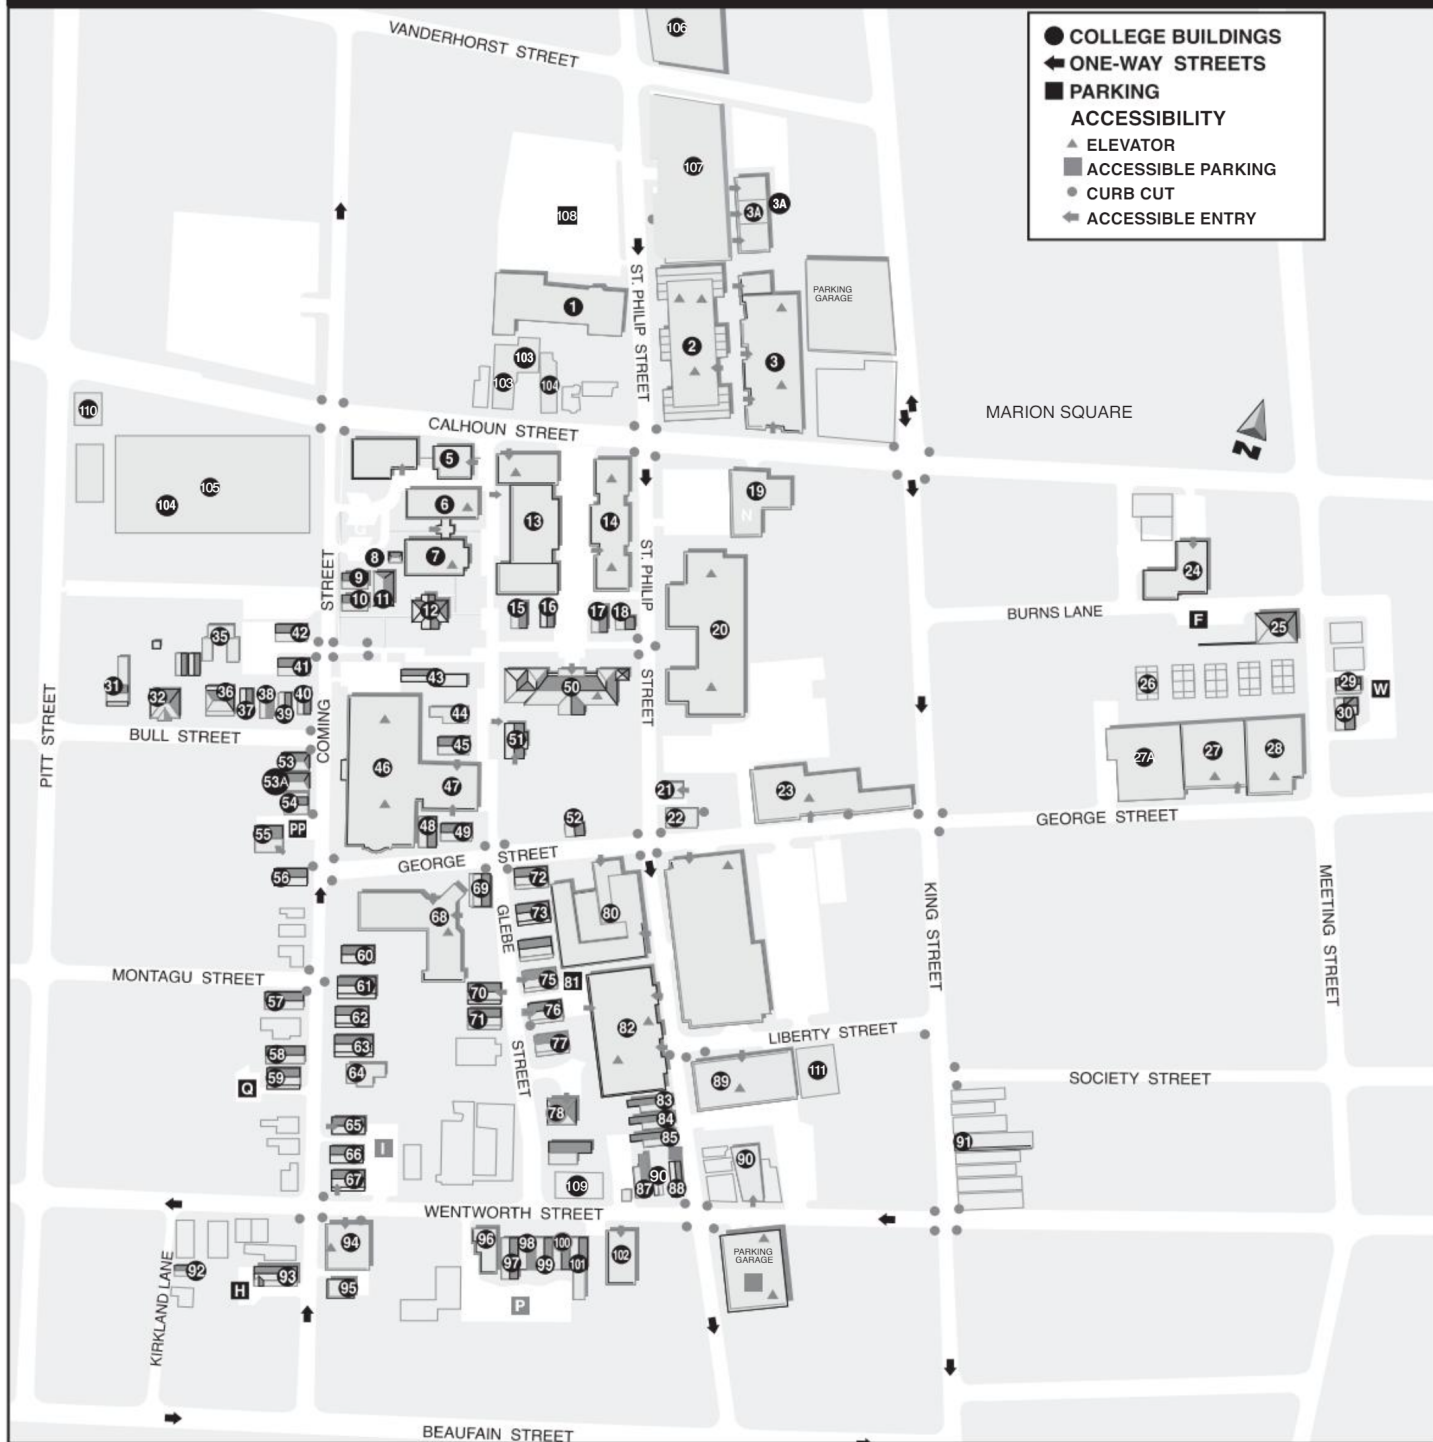 106
VANDERHORST STREET
COLLEGE BUILDINGS
ONE-WAY STREETS
PARKING
ACCESSIBILITY
ELEVATOR
ACCESSIBLE PARKING
CURB CUT
ACCESSIBLE ENTRY
107
3A
3A
108
ST. PHILIP STREET
PARKING
GARAGE
1
2
3
103
103
104
110
CALHOUN STREET
MARION SQUARE
N
5
6
7
8
9
10
11
12
13
14
15
16
17
18
19
N
20
104
105
STREET
ST. PHILIP
STREET
24
BURNS LANE
F
25
26
27A
27
28
29
W
30
31
32
35
36
37
38
39
40
41
42
43
44
45
46
47
48
49
50
51
52
PITT STREET
BULL STREET
COMING
53
53A
54
PP
55
56
21
22
23
GEORGE STREET
GEORGE STREET
KING STREET
MEETING STREET
GLEBE
STREET
68
69
72
73
80
60
MONTAGU STREET
57
61
62
63
64
58
59
Q
70
71
75
81
76
77
78
82
LIBERTY STREET
89
111
SOCIETY STREET
83
84
85
65
66
67
I
109
87
90
88
90
91
WENTWORTH STREET
KIRKLAND LANE
92
93
H
94
95
96
97
98
99
100
101
102
P
PARKING
GARAGE
BEAUFAIN STREET